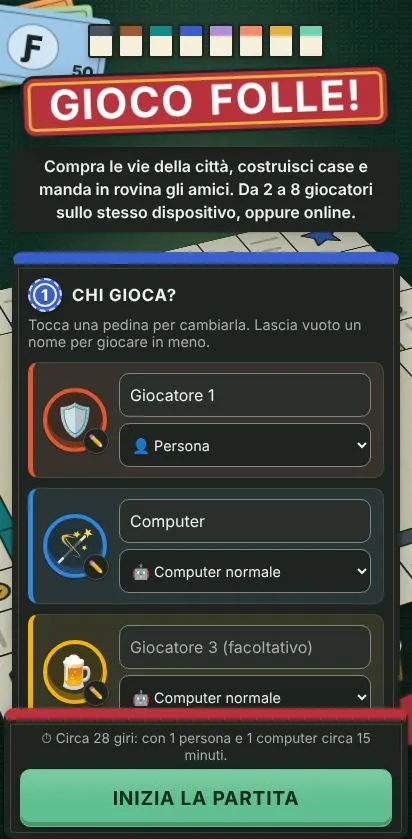 50
GIOCO FOLLE!
Compra le vie della città, costruisci case e
manda in rovina gli amici. Da 2 a 8 giocatori
sullo stesso dispositivo, oppure online.
1 CHI GIOCA?
Tocca una pedina per cambiarla. Lascia vuoto un
nome per giocare in meno.
Giocatore 1
Persona
Computer
Computer normale
Giocatore 3 (facoltativo)
Computer normale
Circa 28 giri: con 1 persona e 1 computer circa 15
minuti.
INIZIA LA PARTITA